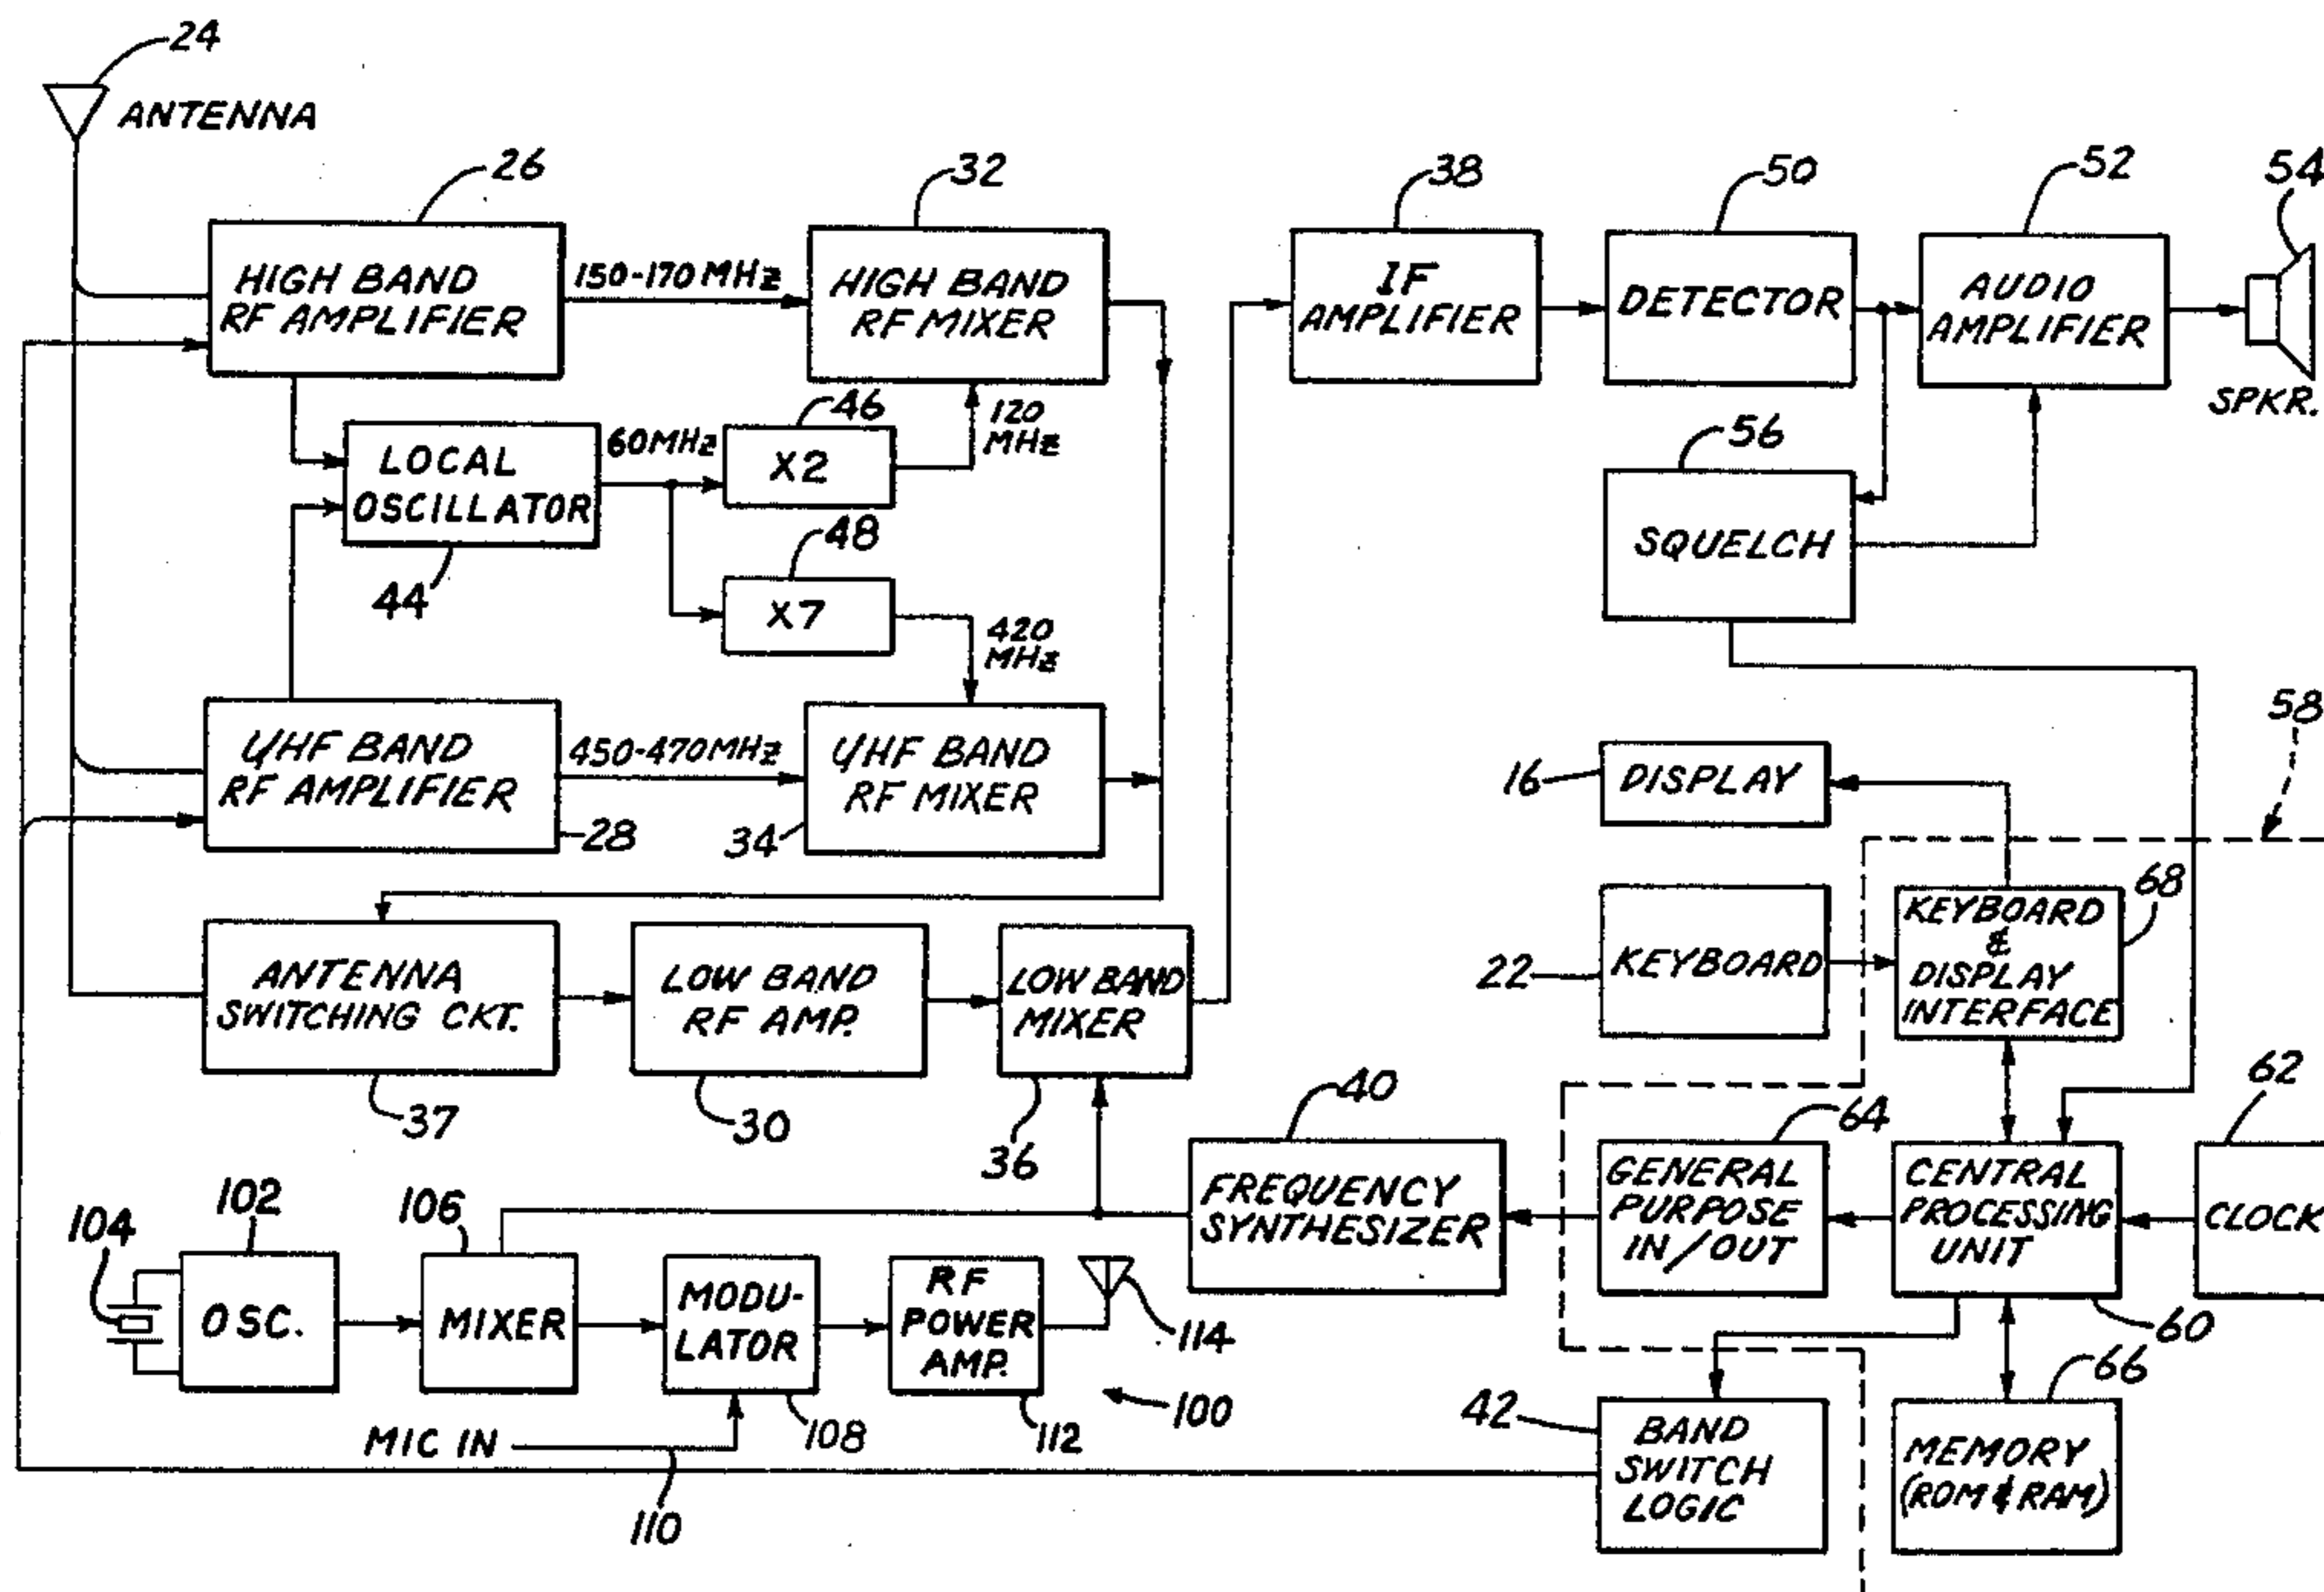 24
ANTENNA
26
32
38
50
52
54
HIGH BAND
RF AMPLIFIER
150-170 MHz
HIGH BAND
RF MIXER
IF
AMPLIFIER
DETECTOR
AUDIO
AMPLIFIER
SPKR.
LOCAL
OSCILLATOR
44
60MHz
46
X2
120
MHz
48
X7
420
MHz
56
SQUELCH
58
UHF BAND
RF AMPLIFIER
28
450-470MHz
UHF BAND
RF MIXER
34
16
DISPLAY
22
KEYBOARD
KEYBOARD
&
DISPLAY
INTERFACE
68
ANTENNA
SWITCHING CKT.
37
LOW BAND
RF AMP.
30
LOW BAND
MIXER
36
40
FREQUENCY
SYNTHESIZER
64
GENERAL
PURPOSE
IN/OUT
CENTRAL
PROCESSING
UNIT
60
62
CLOCK
104
102
OSC.
106
MIXER
MODU-
LATOR
108
RF
POWER
AMP.
112
114
100
MIC IN
110
42
BAND
SWITCH
LOGIC
66
MEMORY
(ROM & RAM)